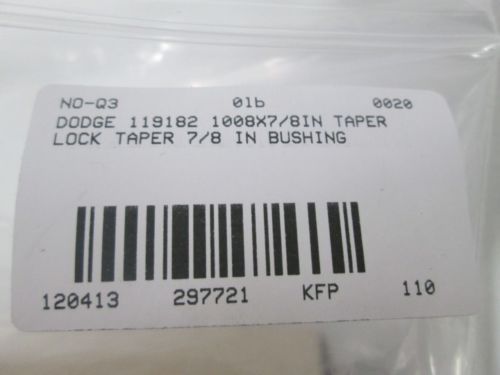 NO-Q3 01b 0020
DODGE 119182 1008X7/8IN TAPER
LOCK TAPER 7/8 IN BUSHING
120413 297721 KFP 110